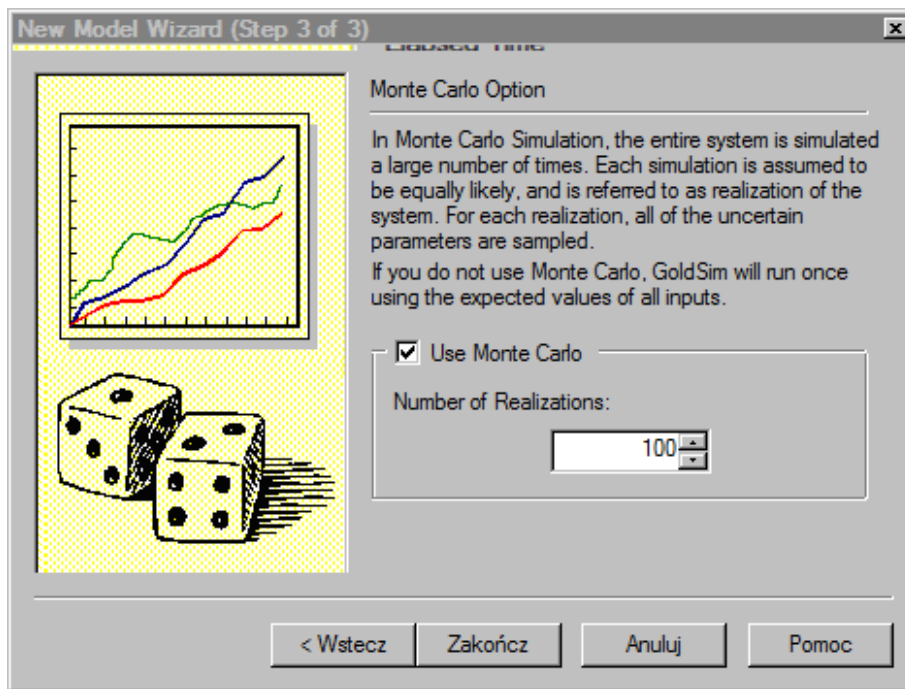 New Model Wizard (Step 3 of 3)
Elapsed Time
Monte Carlo Option
In Monte Carlo Simulation, the entire system is simulated
a large number of times. Each simulation is assumed to
be equally likely, and is referred to as realization of the
system. For each realization, all of the uncertain
parameters are sampled.
If you do not use Monte Carlo, GoldSim will run once
using the expected values of all inputs.
Use Monte Carlo
Number of Realizations:
100
< Wstecz
Zakończ
Anuluj
Pomoc